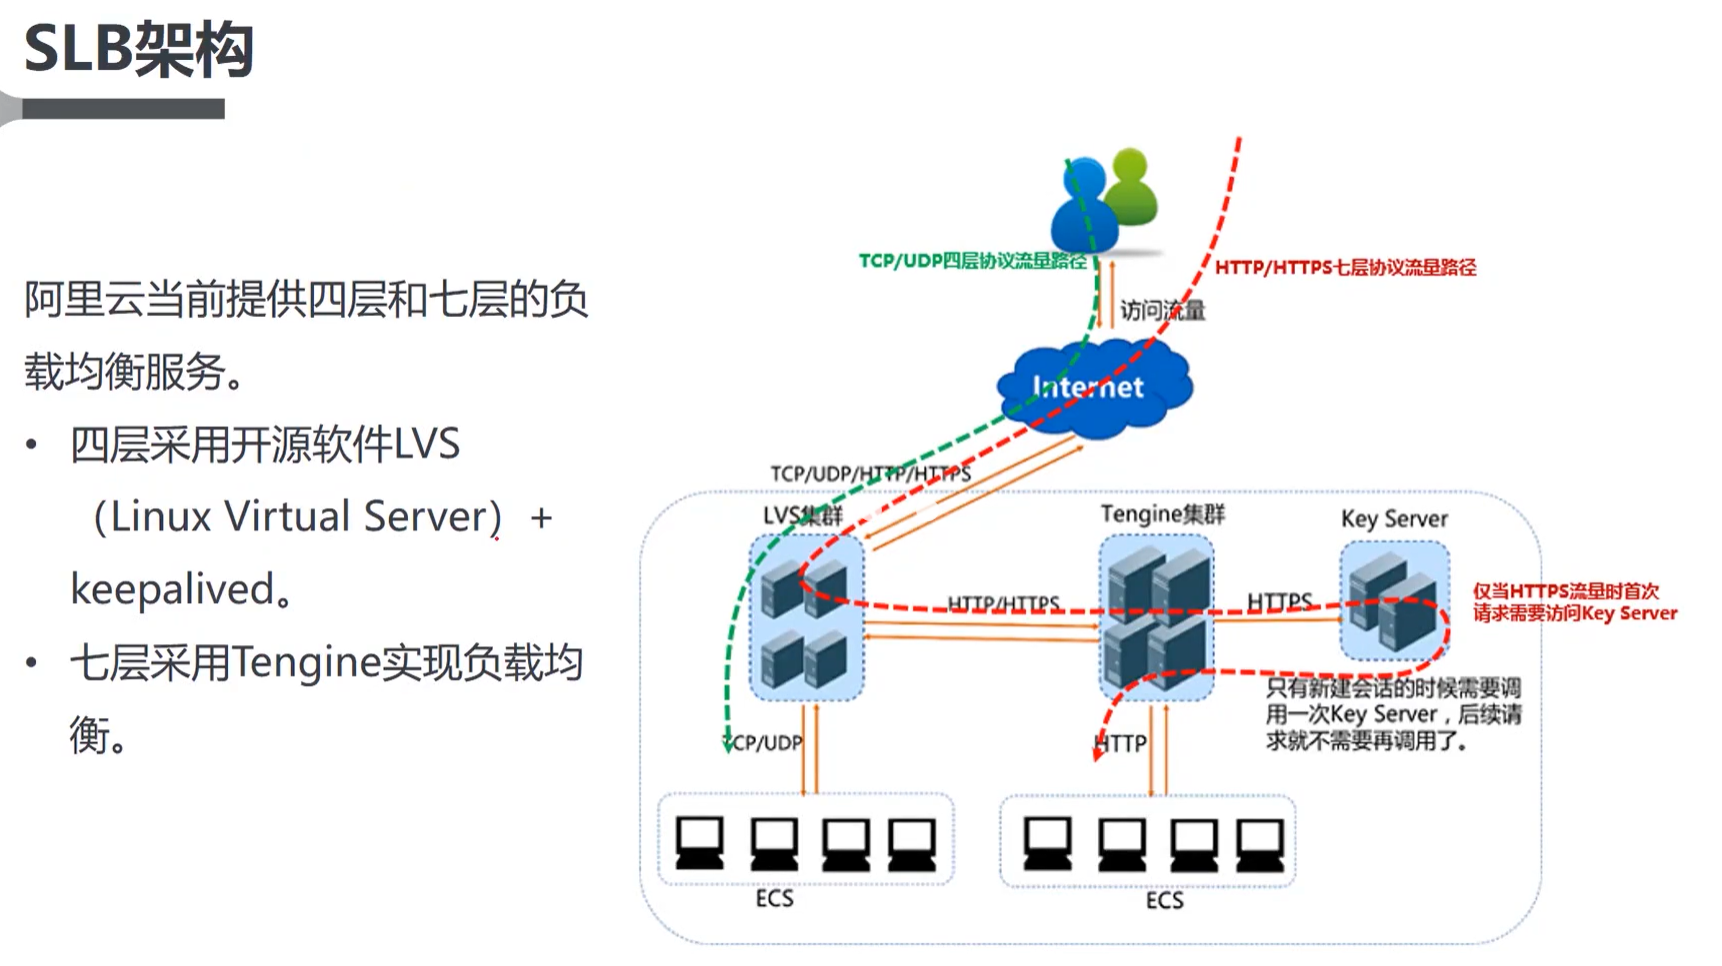 SLB架构
阿里云当前提供四层和七层的负
载均衡服务。
• 四层采用开源软件LVS
（Linux Virtual Server）+
keepalived。
• 七层采用Tengine实现负载均
衡。
TCP/UDP四层协议流量路径
HTTP/HTTPS七层协议流量路径
访问流量
Internet
TCP/UDP/HTTP/HTTPS
LVS集群
Tengine集群
Key Server
HTTP/HTTPS
HTTPS
仅当HTTPS流量时首次
请求需要访问Key Server
只有新建会话的时候需要调
用一次Key Server，后续请
求就不需要再调用了。
TCP/UDP
HTTP
ECS
ECS